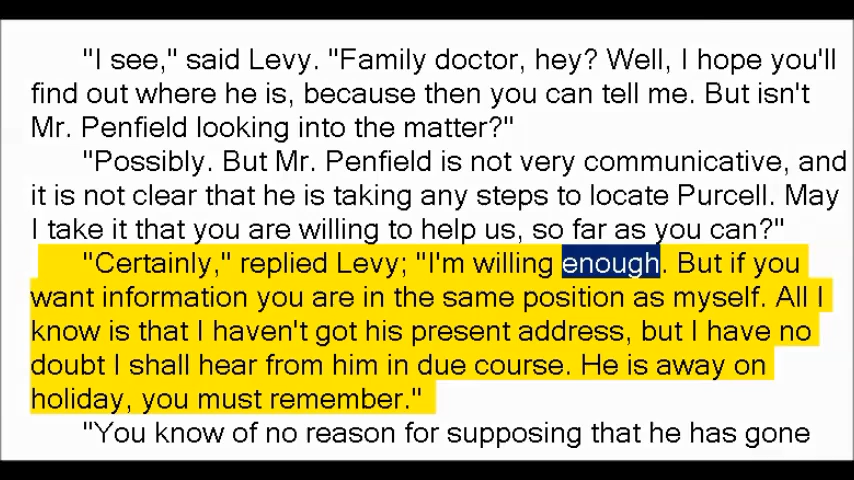 "I see," said Levy. "Family doctor, hey? Well, I hope you'll
find out where he is, because then you can tell me. But isn't
Mr. Penfield looking into the matter?"
"Possibly. But Mr. Penfield is not very communicative, and
it is not clear that he is taking any steps to locate Purcell. May
I take it that you are willing to help us, so far as you can?"
"Certainly," replied Levy; "I'm willing enough. But if you
want information you are in the same position as myself. All I
know is that I haven't got his present address, but I have no
doubt I shall hear from him in due course. He is away on
holiday, you must remember."
"You know of no reason for supposing that he has gone